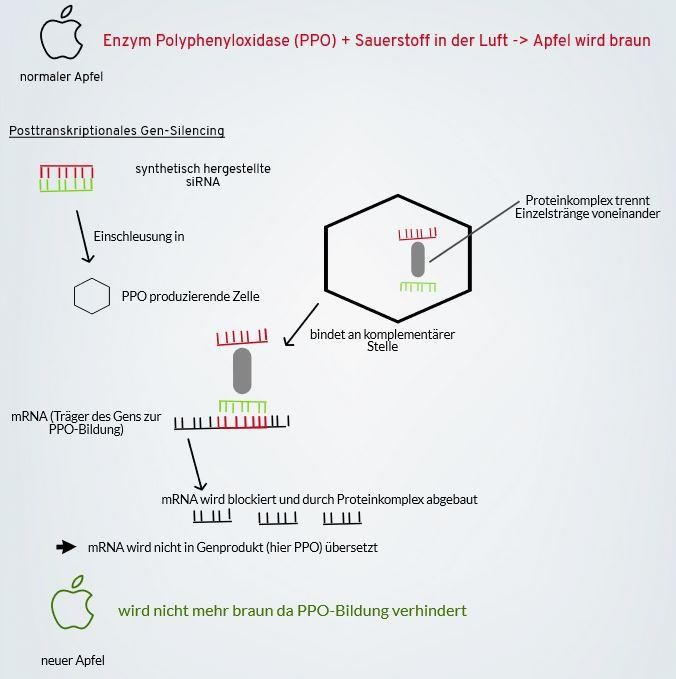 Enzym Polyphenyloxidase (PPO) + Sauerstoff in der Luft -> Apfel wird braun
normaler Apfel
Posttranskriptionales Gen-Silencing
synthetisch hergestellte
siRNA
Proteinkomplex trennt
Einzelstränge voneinander
Einschleusung in
PPO produzierende Zelle
bindet an komplementärer
Stelle
mRNA (Träger des Gens zur
PPO-Bildung)
mRNA wird blockiert und durch Proteinkomplex abgebaut
mRNA wird nicht in Genprodukt (hier PPO) übersetzt
wird nicht mehr braun da PPO-Bildung verhindert
neuer Apfel